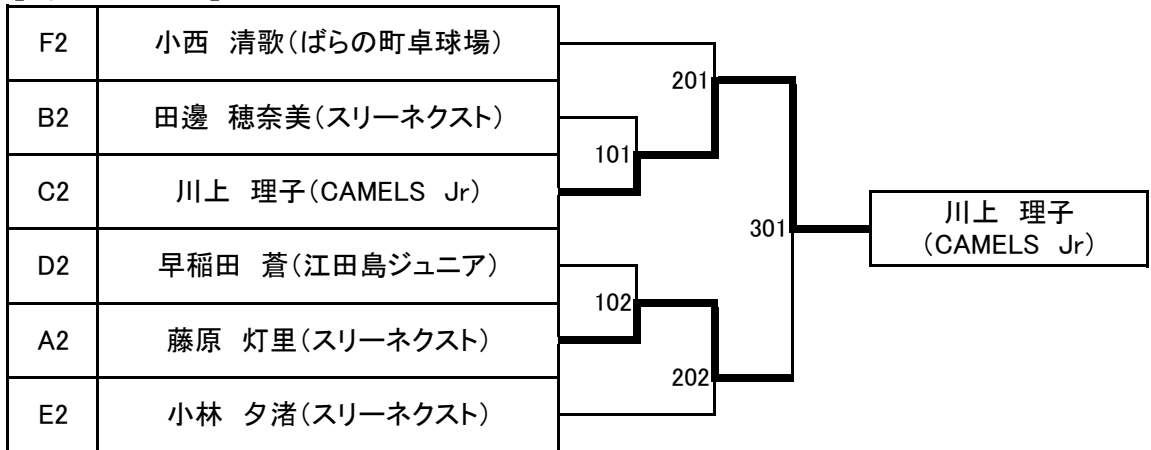 F2 小西 清歌(ばらの町卓球場)
201
B2 田邊 穂奈美(スリーネクスト)
101
C2 川上 理子(CAMELS Jr)
301
川上 理子
(CAMELS Jr)
D2 早稲田 蒼(江田島ジュニア)
102
A2 藤原 灯里(スリーネクスト)
202
E2 小林 夕渚(スリーネクスト)